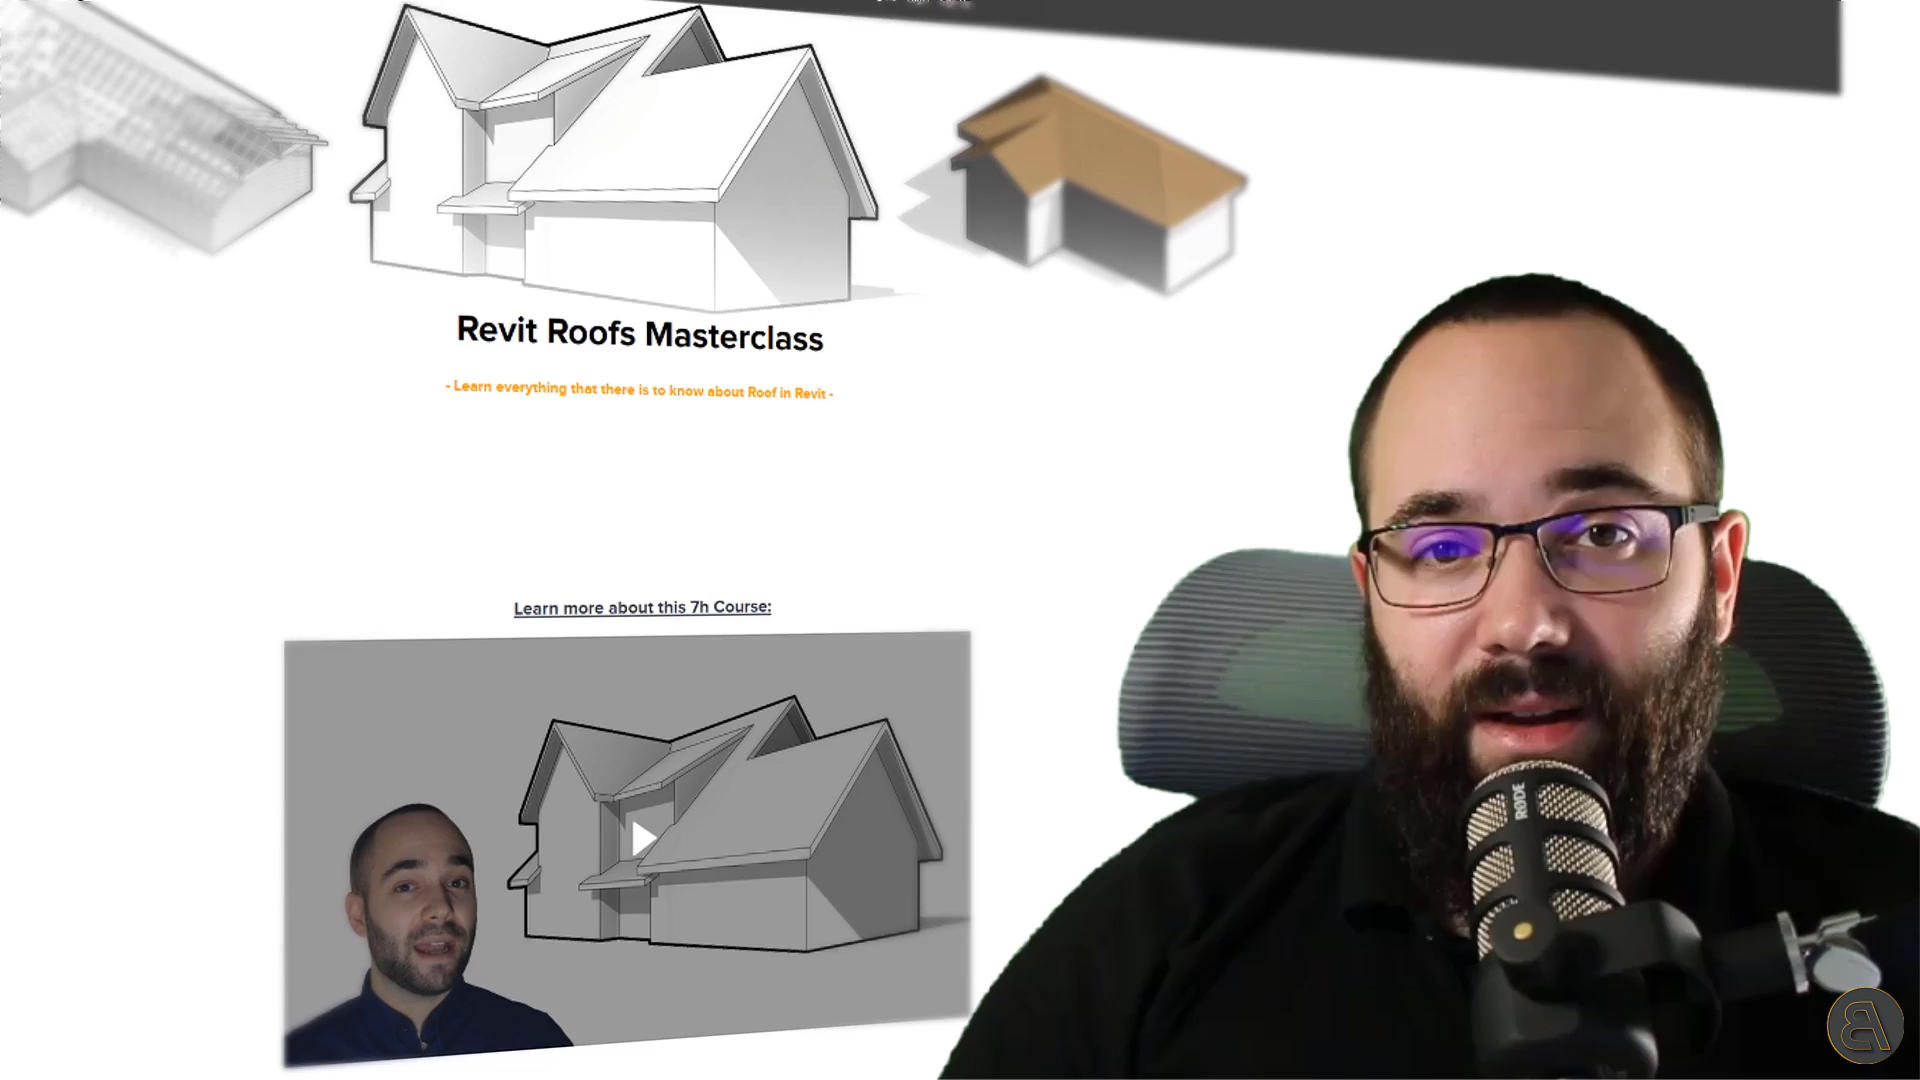 Revit Roofs Masterclass
- Learn everything that there is to know about Roof in Revit -
Learn more about this 7h Course:
RØDE